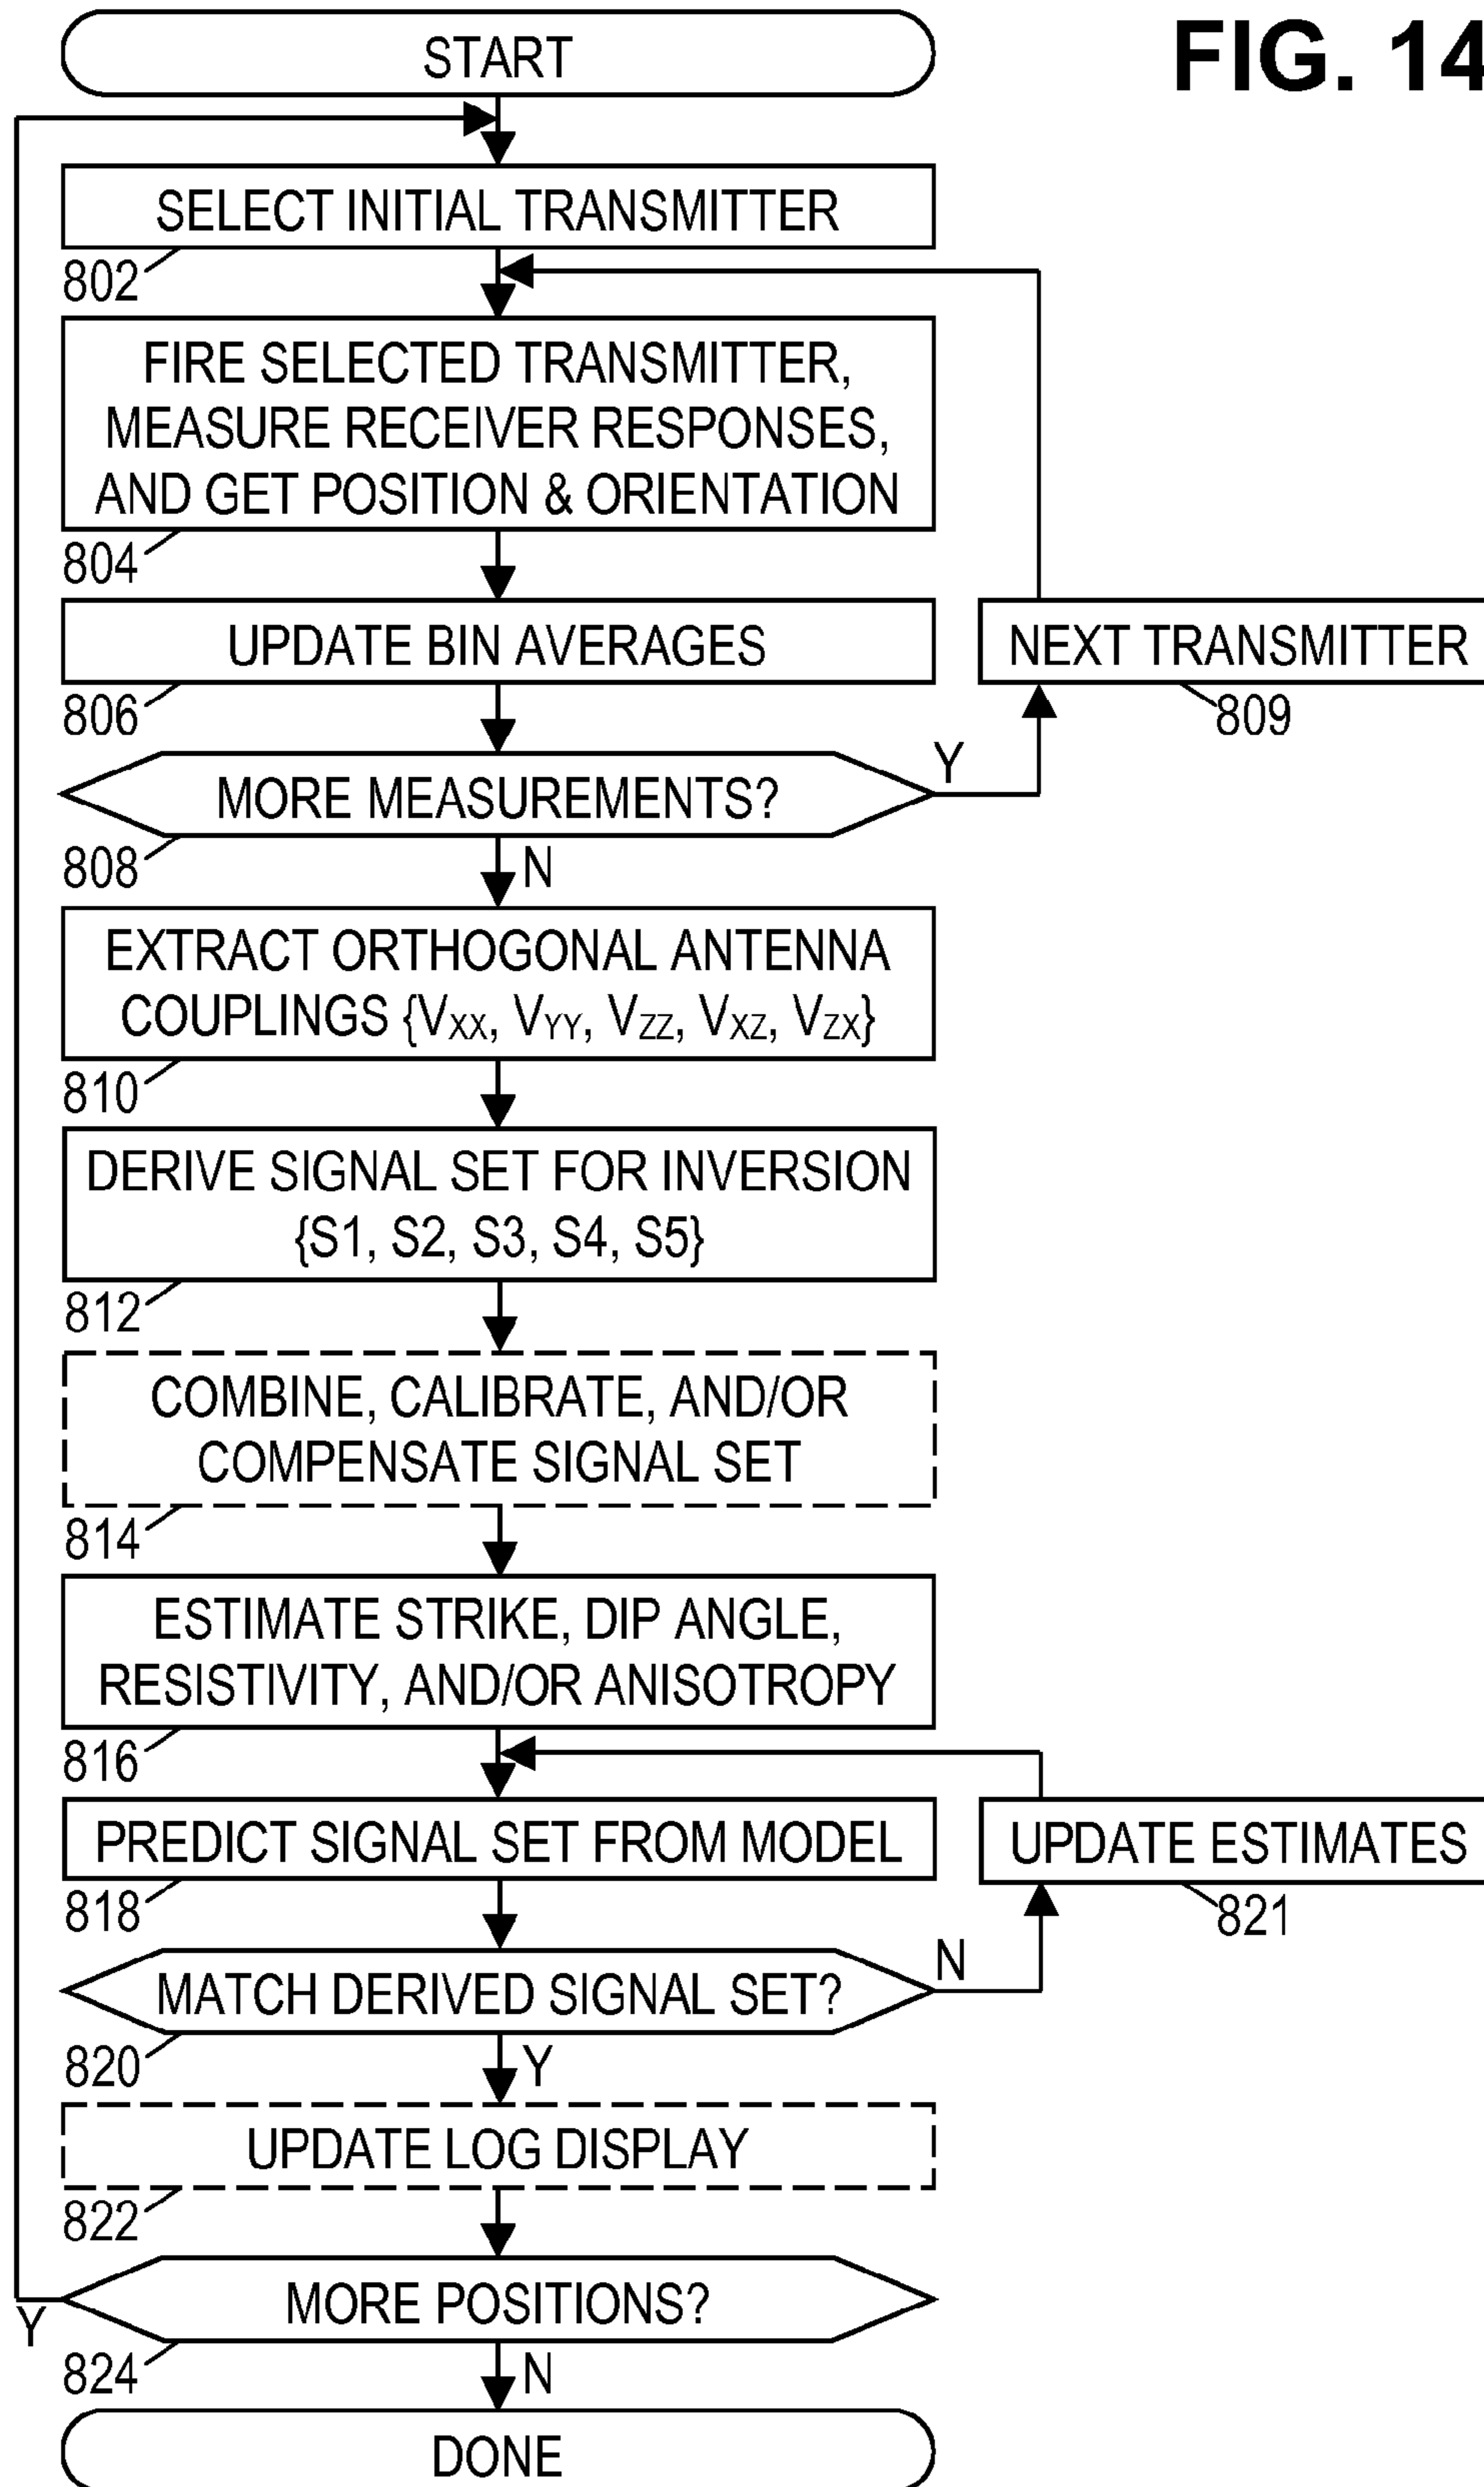 FIG. 14
START
SELECT INITIAL TRANSMITTER
802
FIRE SELECTED TRANSMITTER,
MEASURE RECEIVER RESPONSES,
AND GET POSITION & ORIENTATION
804
UPDATE BIN AVERAGES
806
NEXT TRANSMITTER
809
MORE MEASUREMENTS?
Y
808
N
EXTRACT ORTHOGONAL ANTENNA
COUPLINGS {VXX, VYY, VZZ, VXZ, VZX}
810
DERIVE SIGNAL SET FOR INVERSION
{S1, S2, S3, S4, S5}
812
COMBINE, CALIBRATE, AND/OR
COMPENSATE SIGNAL SET
814
ESTIMATE STRIKE, DIP ANGLE,
RESISTIVITY, AND/OR ANISOTROPY
816
PREDICT SIGNAL SET FROM MODEL
818
UPDATE ESTIMATES
821
MATCH DERIVED SIGNAL SET?
N
820
Y
UPDATE LOG DISPLAY
822
MORE POSITIONS?
Y
824
N
DONE